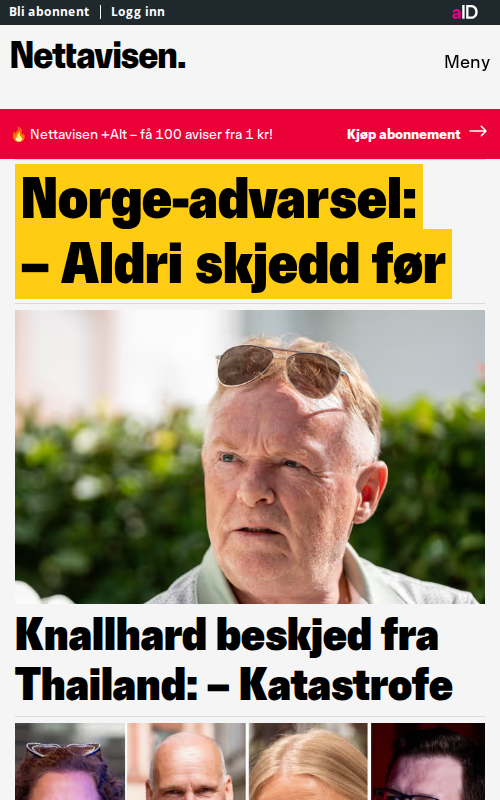 Bli abonnent | Logg inn
aID
Nettavisen.
Meny
🔥 Nettavisen +Alt – få 100 aviser fra 1 kr!
Kjøp abonnement →
Norge-advarsel:
– Aldri skjedd før
Knallhard beskjed fra
Thailand: – Katastrofe